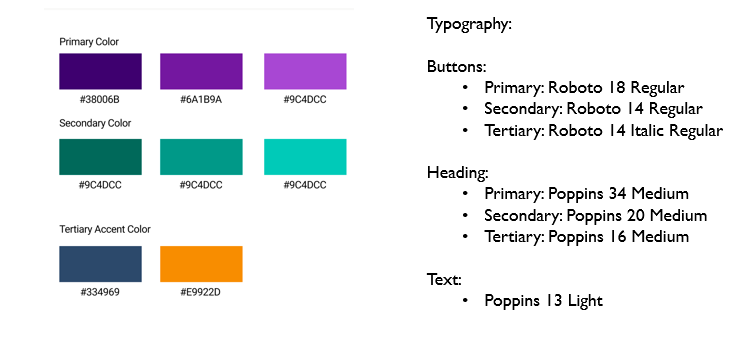 Primary Color
#38006B #6A1B9A #9C4DCC
Secondary Color
#9C4DCC #9C4DCC #9C4DCC
Tertiary Accent Color
#334969 #E9922D
Typography:
Buttons:
• Primary: Roboto 18 Regular
• Secondary: Roboto 14 Regular
• Tertiary: Roboto 14 Italic Regular
Heading:
• Primary: Poppins 34 Medium
• Secondary: Poppins 20 Medium
• Tertiary: Poppins 16 Medium
Text:
• Poppins 13 Light